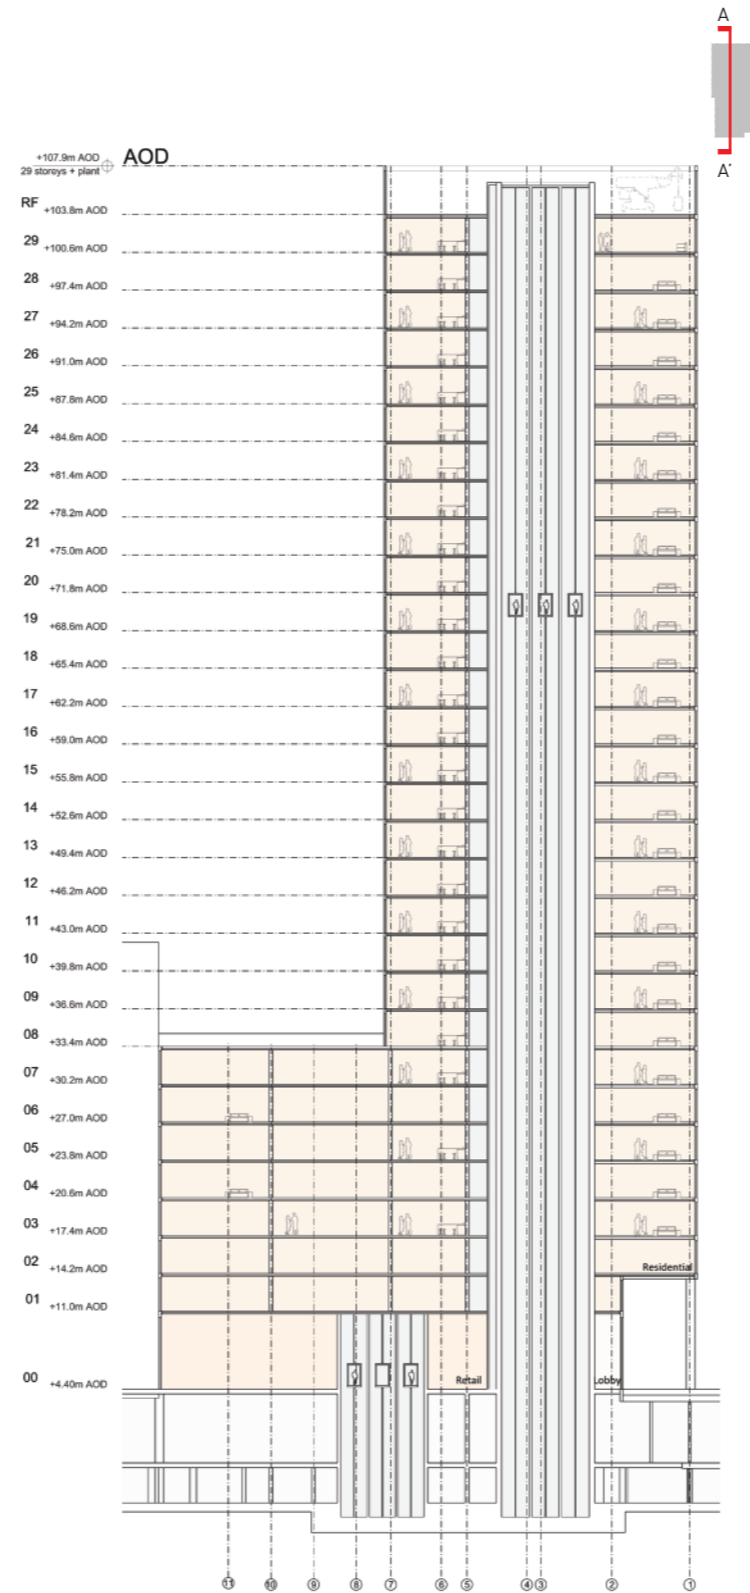 A
A'
+107.9m AOD AOD
29 storeys + plant
RF +103.8m AOD
29 +100.6m AOD
28 +97.4m AOD
27 +94.2m AOD
26 +91.0m AOD
25 +87.8m AOD
24 +84.6m AOD
23 +81.4m AOD
22 +78.2m AOD
21 +75.0m AOD
20 +71.8m AOD
19 +68.6m AOD
18 +65.4m AOD
17 +62.2m AOD
16 +59.0m AOD
15 +55.8m AOD
14 +52.6m AOD
13 +49.4m AOD
12 +46.2m AOD
11 +43.0m AOD
10 +39.8m AOD
09 +36.6m AOD
08 +33.4m AOD
07 +30.2m AOD
06 +27.0m AOD
05 +23.8m AOD
04 +20.6m AOD
03 +17.4m AOD
02 +14.2m AOD
Residential
01 +11.0m AOD
00 +4.40m AOD
Retail Lobby
11 10 9 8 7 6 5 4 3 2 1